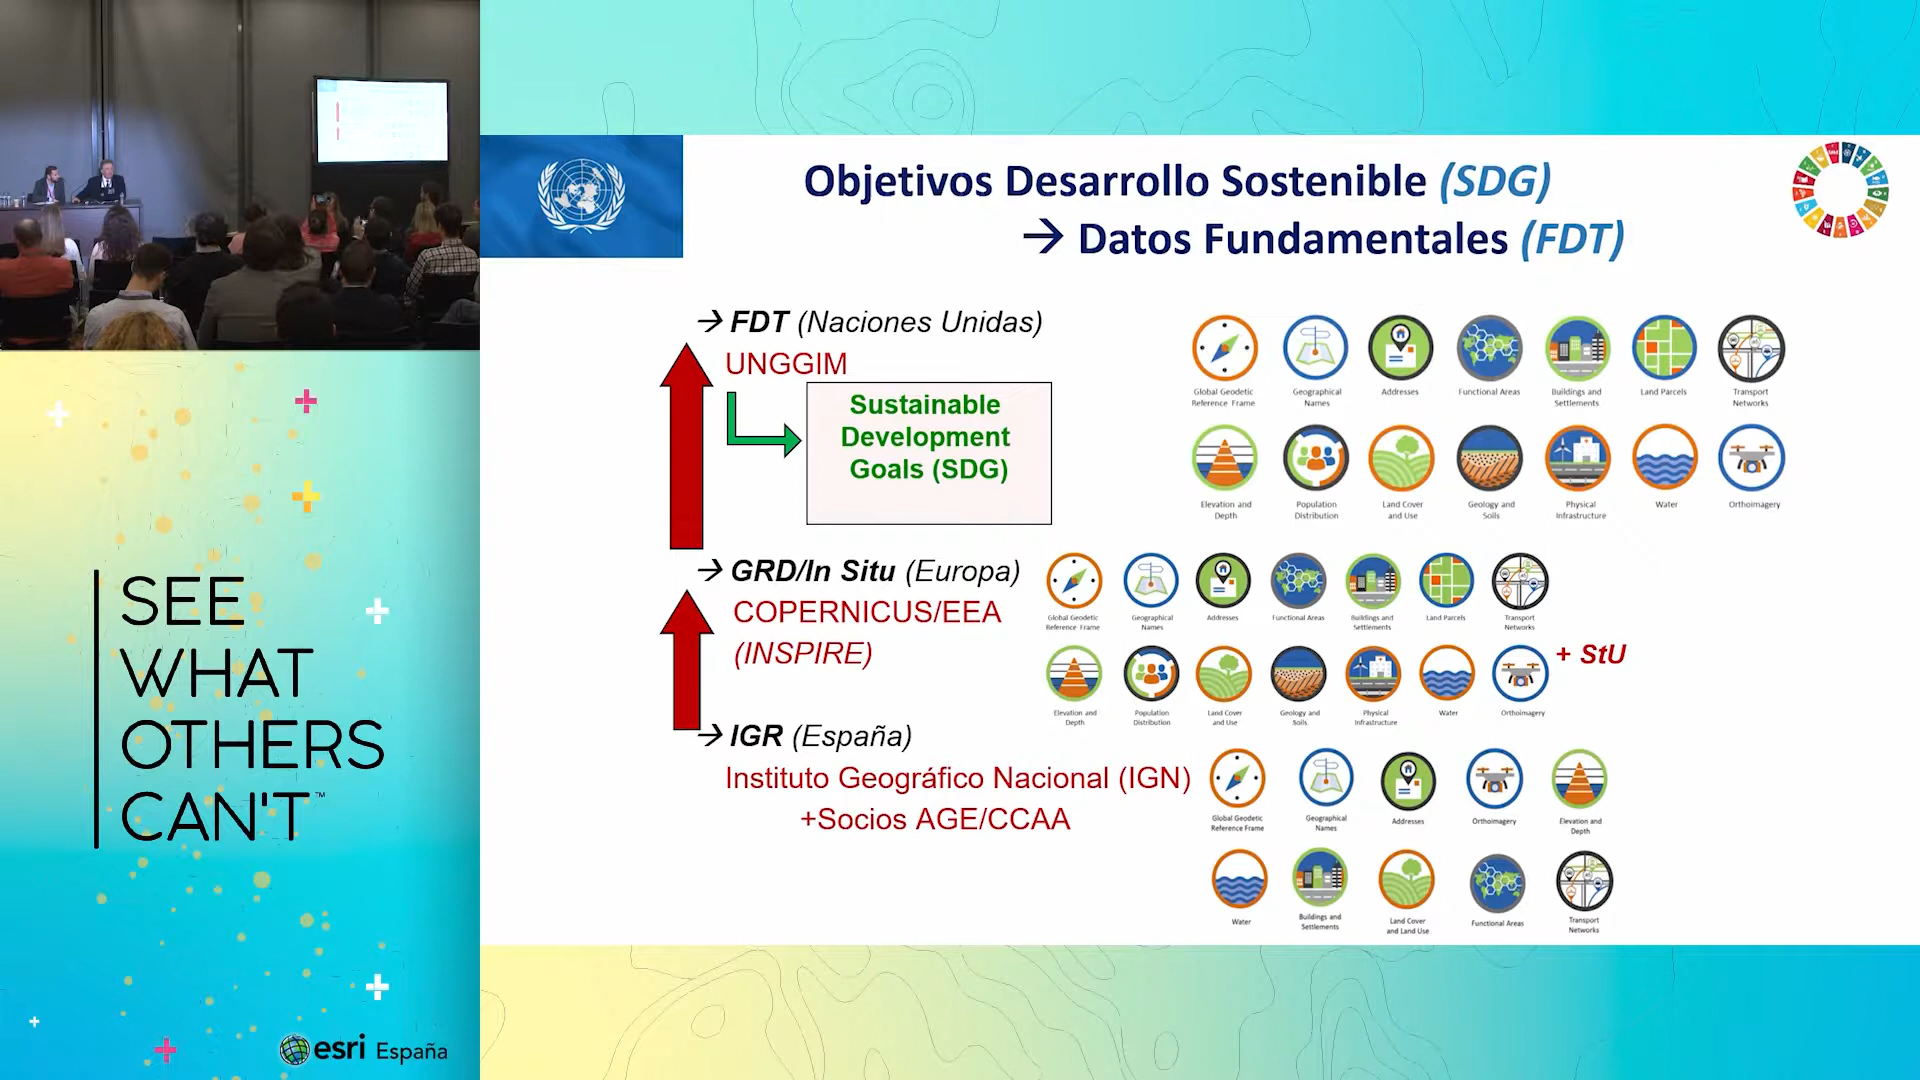 SEE
WHAT
OTHERS
CAN'T™
esri España
Objetivos Desarrollo Sostenible (SDG)
→ Datos Fundamentales (FDT)
→ FDT (Naciones Unidas)
UNGGIM
Sustainable
Development
Goals (SDG)
Global Geodetic
Reference Frame
Geographical
Names
Addresses
Functional Areas
Buildings and
Settlements
Land Parcels
Transport
Networks
Elevation and
Depth
Population
Distribution
Land Cover
and Use
Geology and
Soils
Physical
Infrastructure
Water
Orthoimagery
→ GRD/In Situ (Europa)
COPERNICUS/EEA
(INSPIRE)
Global Geodetic
Reference Frame
Geographical
Names
Addresses
Functional Areas
Buildings and
Settlements
Land Parcels
Transport
Networks
Elevation and
Depth
Population
Distribution
Land Cover
and Use
Geology and
Soils
Physical
Infrastructure
Water
Orthoimagery
+ StU
→ IGR (España)
Instituto Geográfico Nacional (IGN)
+Socios AGE/CCAA
Global Geodetic
Reference Frame
Geographical
Names
Addresses
Orthoimagery
Elevation and
Depth
Water
Buildings and
Settlements
Land Cover
and Land Use
Functional Areas
Transport
Networks